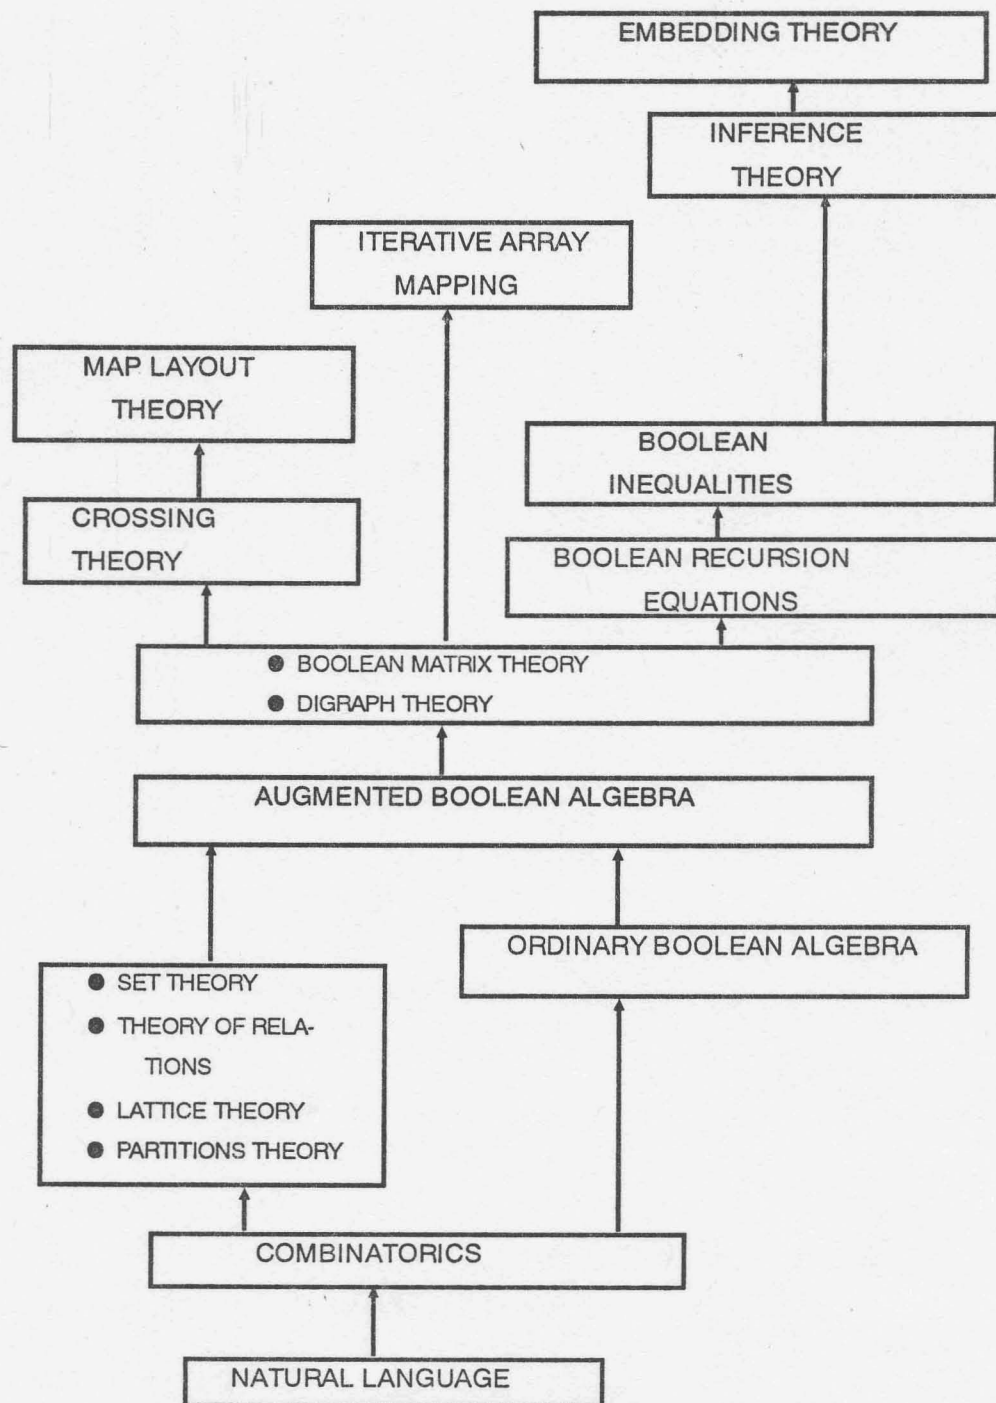 EMBEDDING THEORY
INFERENCE
THEORY
ITERATIVE ARRAY
MAPPING
MAP LAYOUT
THEORY
BOOLEAN
INEQUALITIES
CROSSING
THEORY
BOOLEAN RECURSION
EQUATIONS
● BOOLEAN MATRIX THEORY
● DIGRAPH THEORY
AUGMENTED BOOLEAN ALGEBRA
ORDINARY BOOLEAN ALGEBRA
● SET THEORY
● THEORY OF RELA-
TIONS
● LATTICE THEORY
● PARTITIONS THEORY
COMBINATORICS
NATURAL LANGUAGE